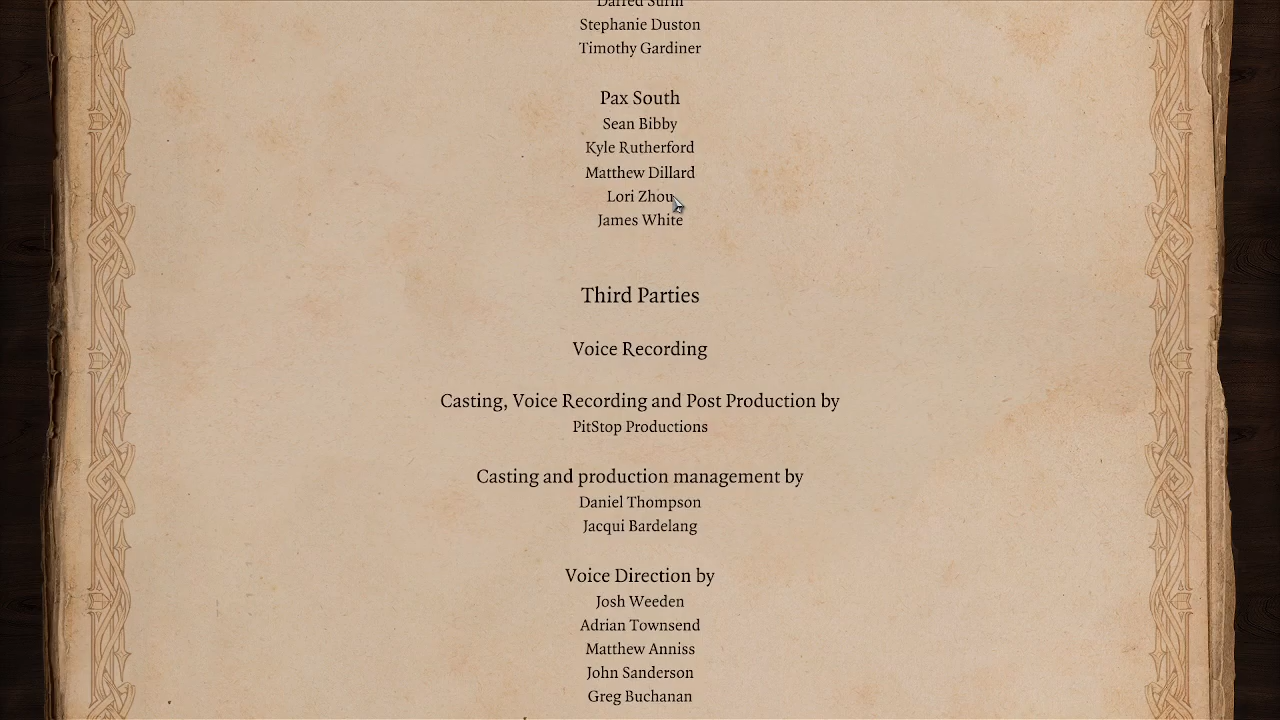 Stephanie Duston
Timothy Gardiner
Pax South
Sean Bibby
Kyle Rutherford
Matthew Dillard
Lori Zhou
James White
Third Parties
Voice Recording
Casting, Voice Recording and Post Production by
PitStop Productions
Casting and production management by
Daniel Thompson
Jacqui Bardelang
Voice Direction by
Josh Weeden
Adrian Townsend
Matthew Anniss
John Sanderson
Greg Buchanan